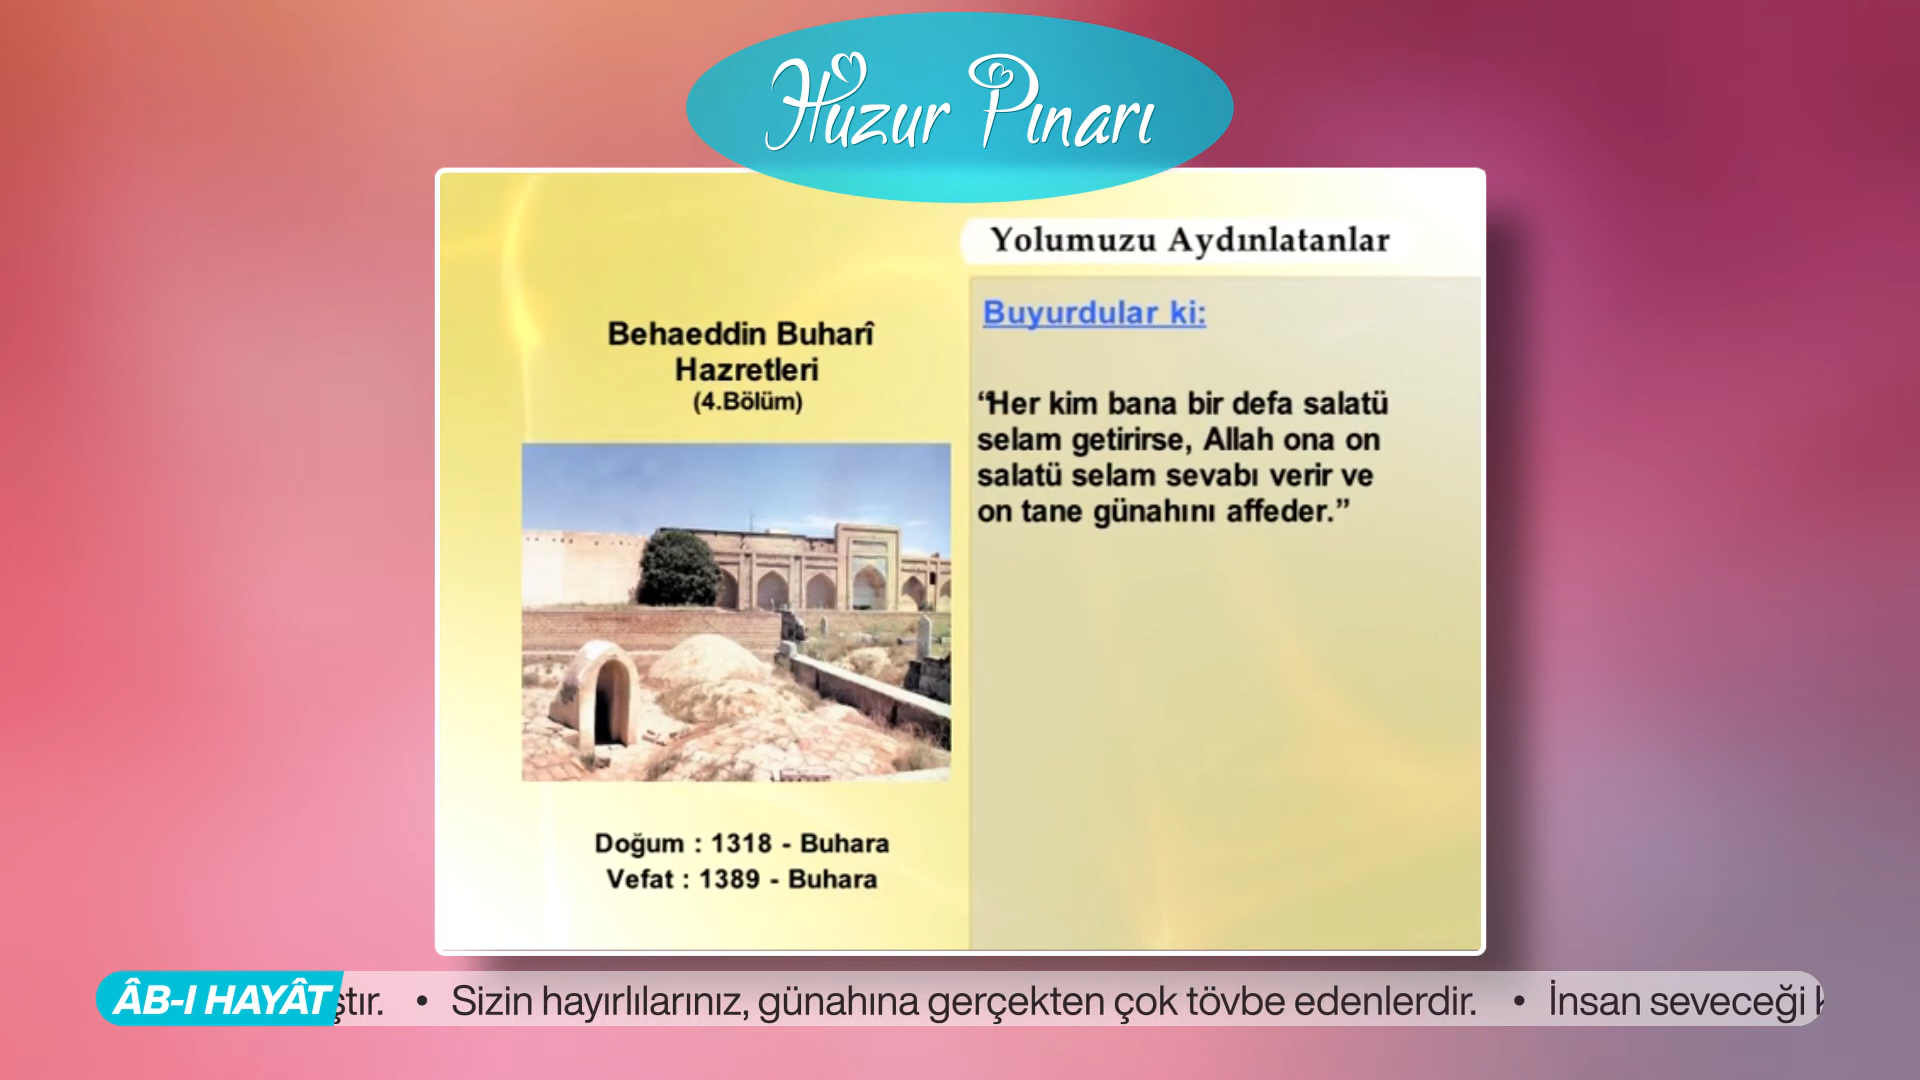 Huzur Pınarı
Yolumuzu Aydınlatanlar
Behaeddin Buharî
Hazretleri
(4.Bölüm)
Doğum : 1318 - Buhara
Vefat : 1389 - Buhara
Buyurdular ki:
“Her kim bana bir defa salatü
selam getirirse, Allah ona on
salatü selam sevabı verir ve
on tane günahını affeder.”
ÂB-I HAYÂT
ştır. • Sizin hayırlılarınız, günahına gerçekten çok tövbe edenlerdir. • İnsan seveceği